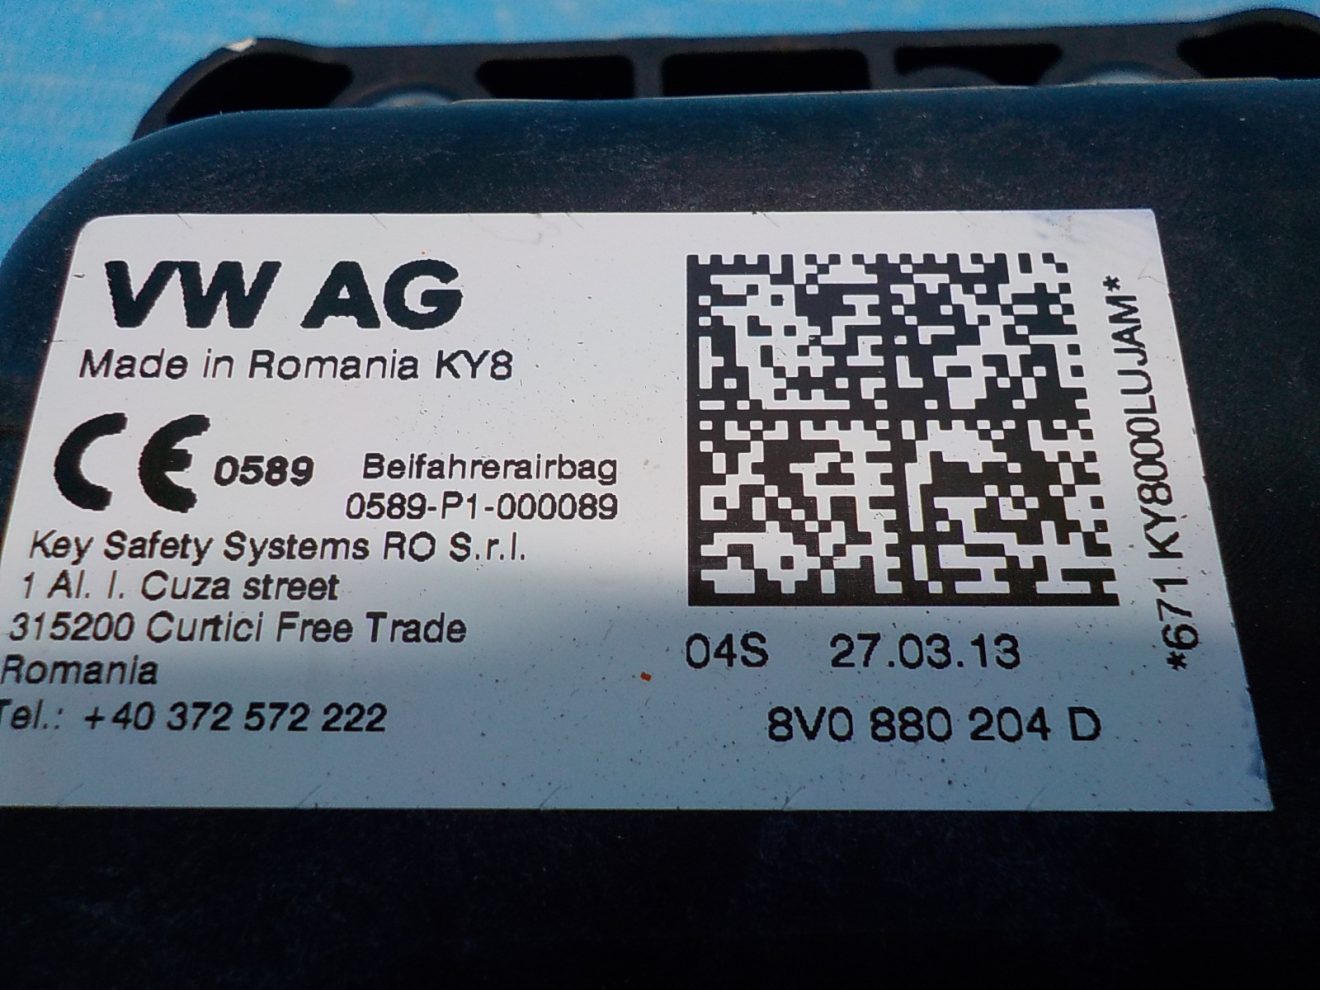 VW AG
Made in Romania KY8
CE 0589 Beifahrerairbag
0589-P1-000089
Key Safety Systems RO S.r.l.
1 Al. I. Cuza street
315200 Curtici Free Trade
Romania
Tel.: +40 372 572 222
*671 KY8000LUJAM*
04S 27.03.13
8V0 880 204 D